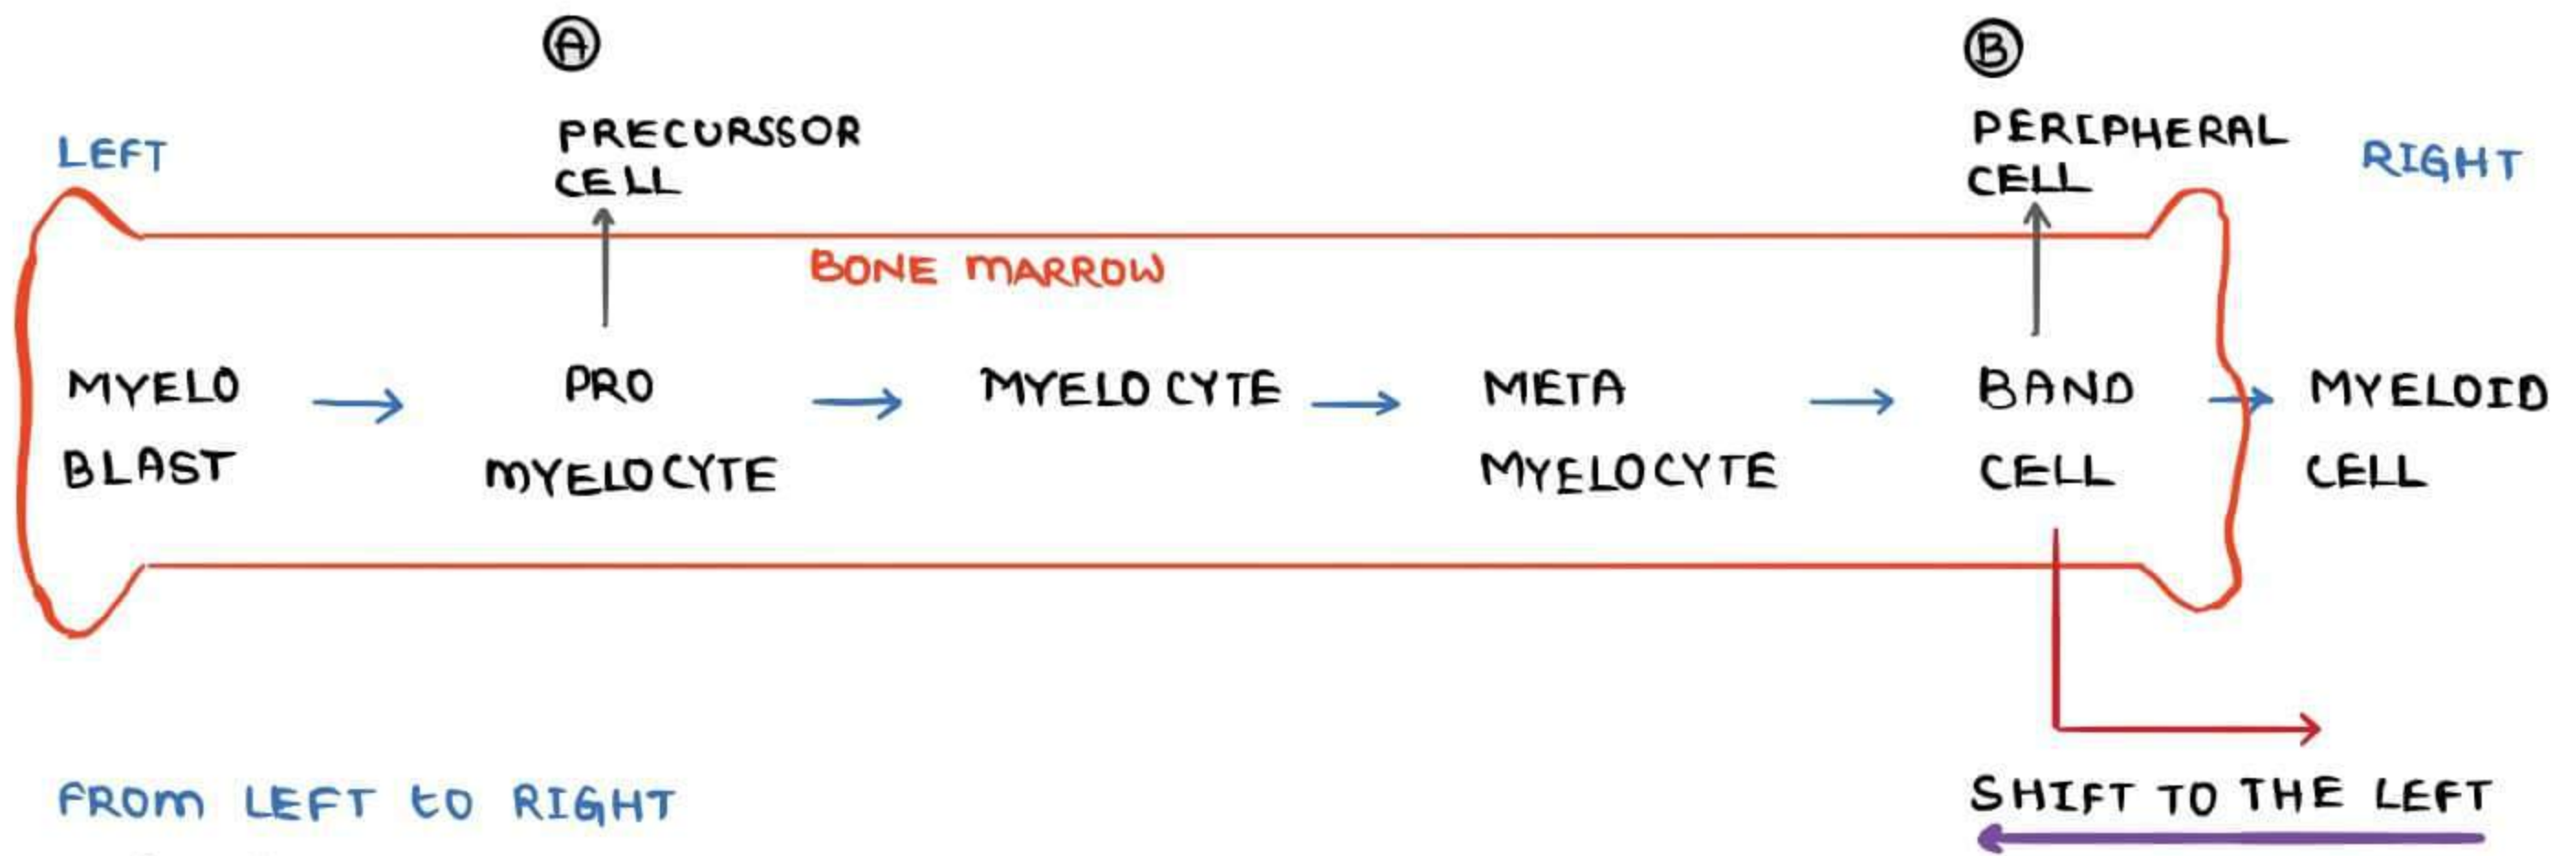 A
B
PRECURSSOR
CELL
PERIPHERAL
CELL
LEFT
RIGHT
BONE MARROW
MYELO
BLAST
PRO
MYELOCYTE
MYELO CYTE
META
MYELOCYTE
BAND
CELL
MYELOID
CELL
FROM LEFT to RIGHT
SHIFT TO THE LEFT